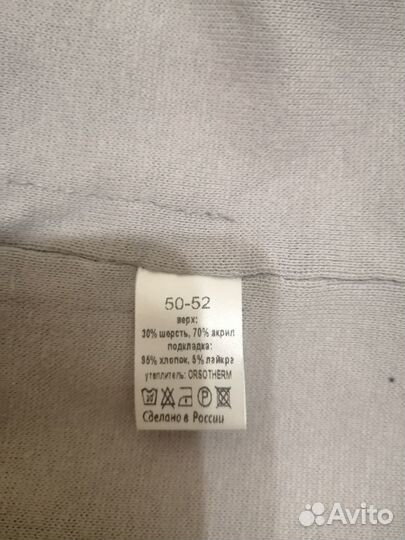 50-52
верх:
30% шерсть, 70% акрил
подкладка:
95% хлопок, 5% лайкра
утеплитель: ORSOTHERM
P
Сделано в России
Avito